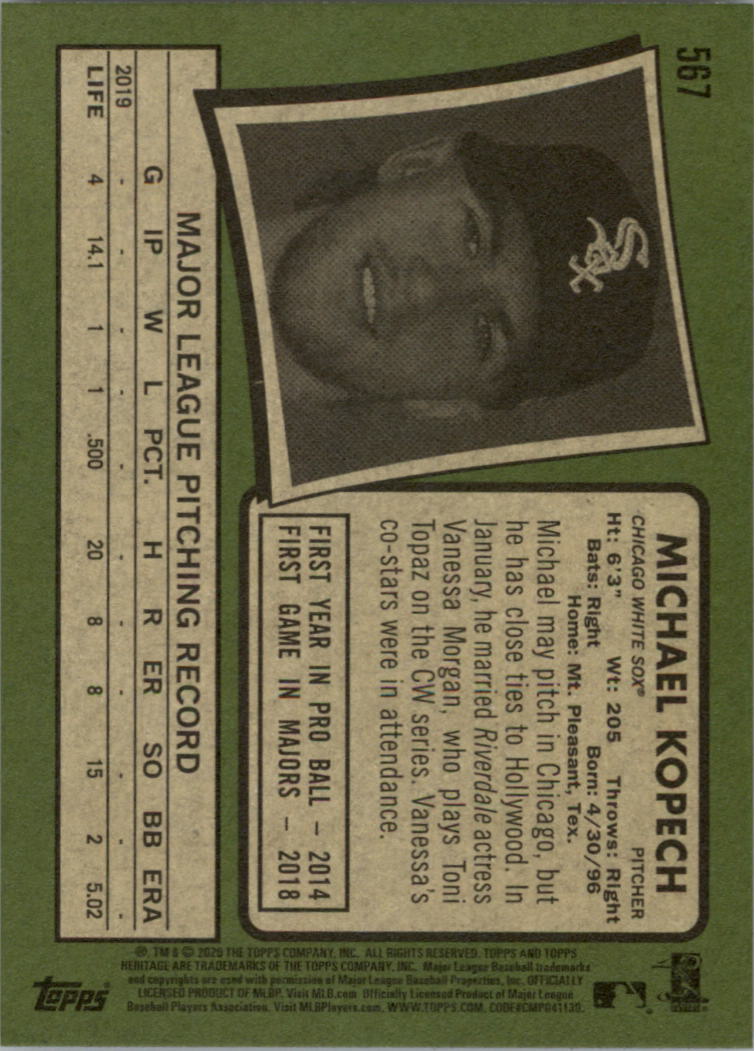 567
Sox
MICHAEL KOPECH
CHICAGO WHITE SOX® PITCHER
Ht: 6'3" Wt: 205 Throws: Right
Bats: Right Born: 4/30/96
Home: Mt. Pleasant, Tex.
Michael may pitch in Chicago, but
he has close ties to Hollywood. In
January, he married Riverdale actress
Vanessa Morgan, who plays Toni
Topaz on the CW series. Vanessa's
co-stars were in attendance.
FIRST YEAR IN PRO BALL – 2014
FIRST GAME IN MAJORS – 2018
MAJOR LEAGUE PITCHING RECORD
G IP W L PCT. H R ER SO BB ERA
2019 - - - - - - - - - - -
LIFE 4 14.1 1 1 .500 20 8 8 15 2 5.02
®, TM & © 2020 THE TOPPS COMPANY, INC. ALL RIGHTS RESERVED. TOPPS AND TOPPS
HERITAGE ARE TRADEMARKS OF THE TOPPS COMPANY, INC. Major League Baseball trademarks
and copyrights are used with permission of Major League Baseball Properties, Inc. OFFICIALLY
LICENSED PRODUCT OF MLBP. Visit MLB.com Officially Licensed Product of Major League
Baseball Players Association. Visit MLBPlayers.com. WWW.TOPPS.COM. CODE#CMP041139.
Topps®